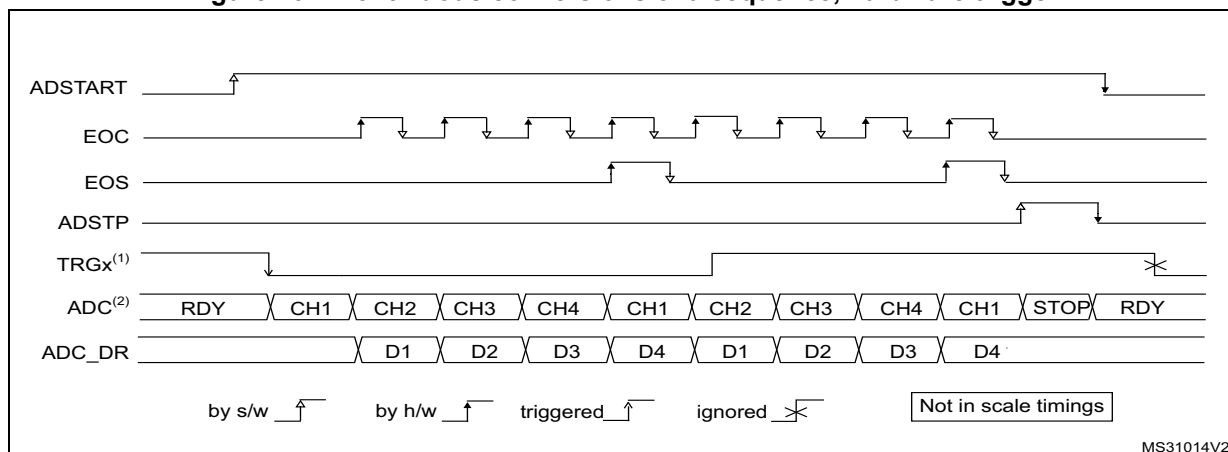 ADSTART
EOC
EOS
ADSTP
TRGx(1)
ADC(2) RDY CH1 CH2 CH3 CH4 CH1 CH2 CH3 CH4 CH1 STOP RDY
ADC_DR D1 D2 D3 D4 D1 D2 D3 D4
by s/w by h/w triggered ignored Not in scale timings
MS31014V2